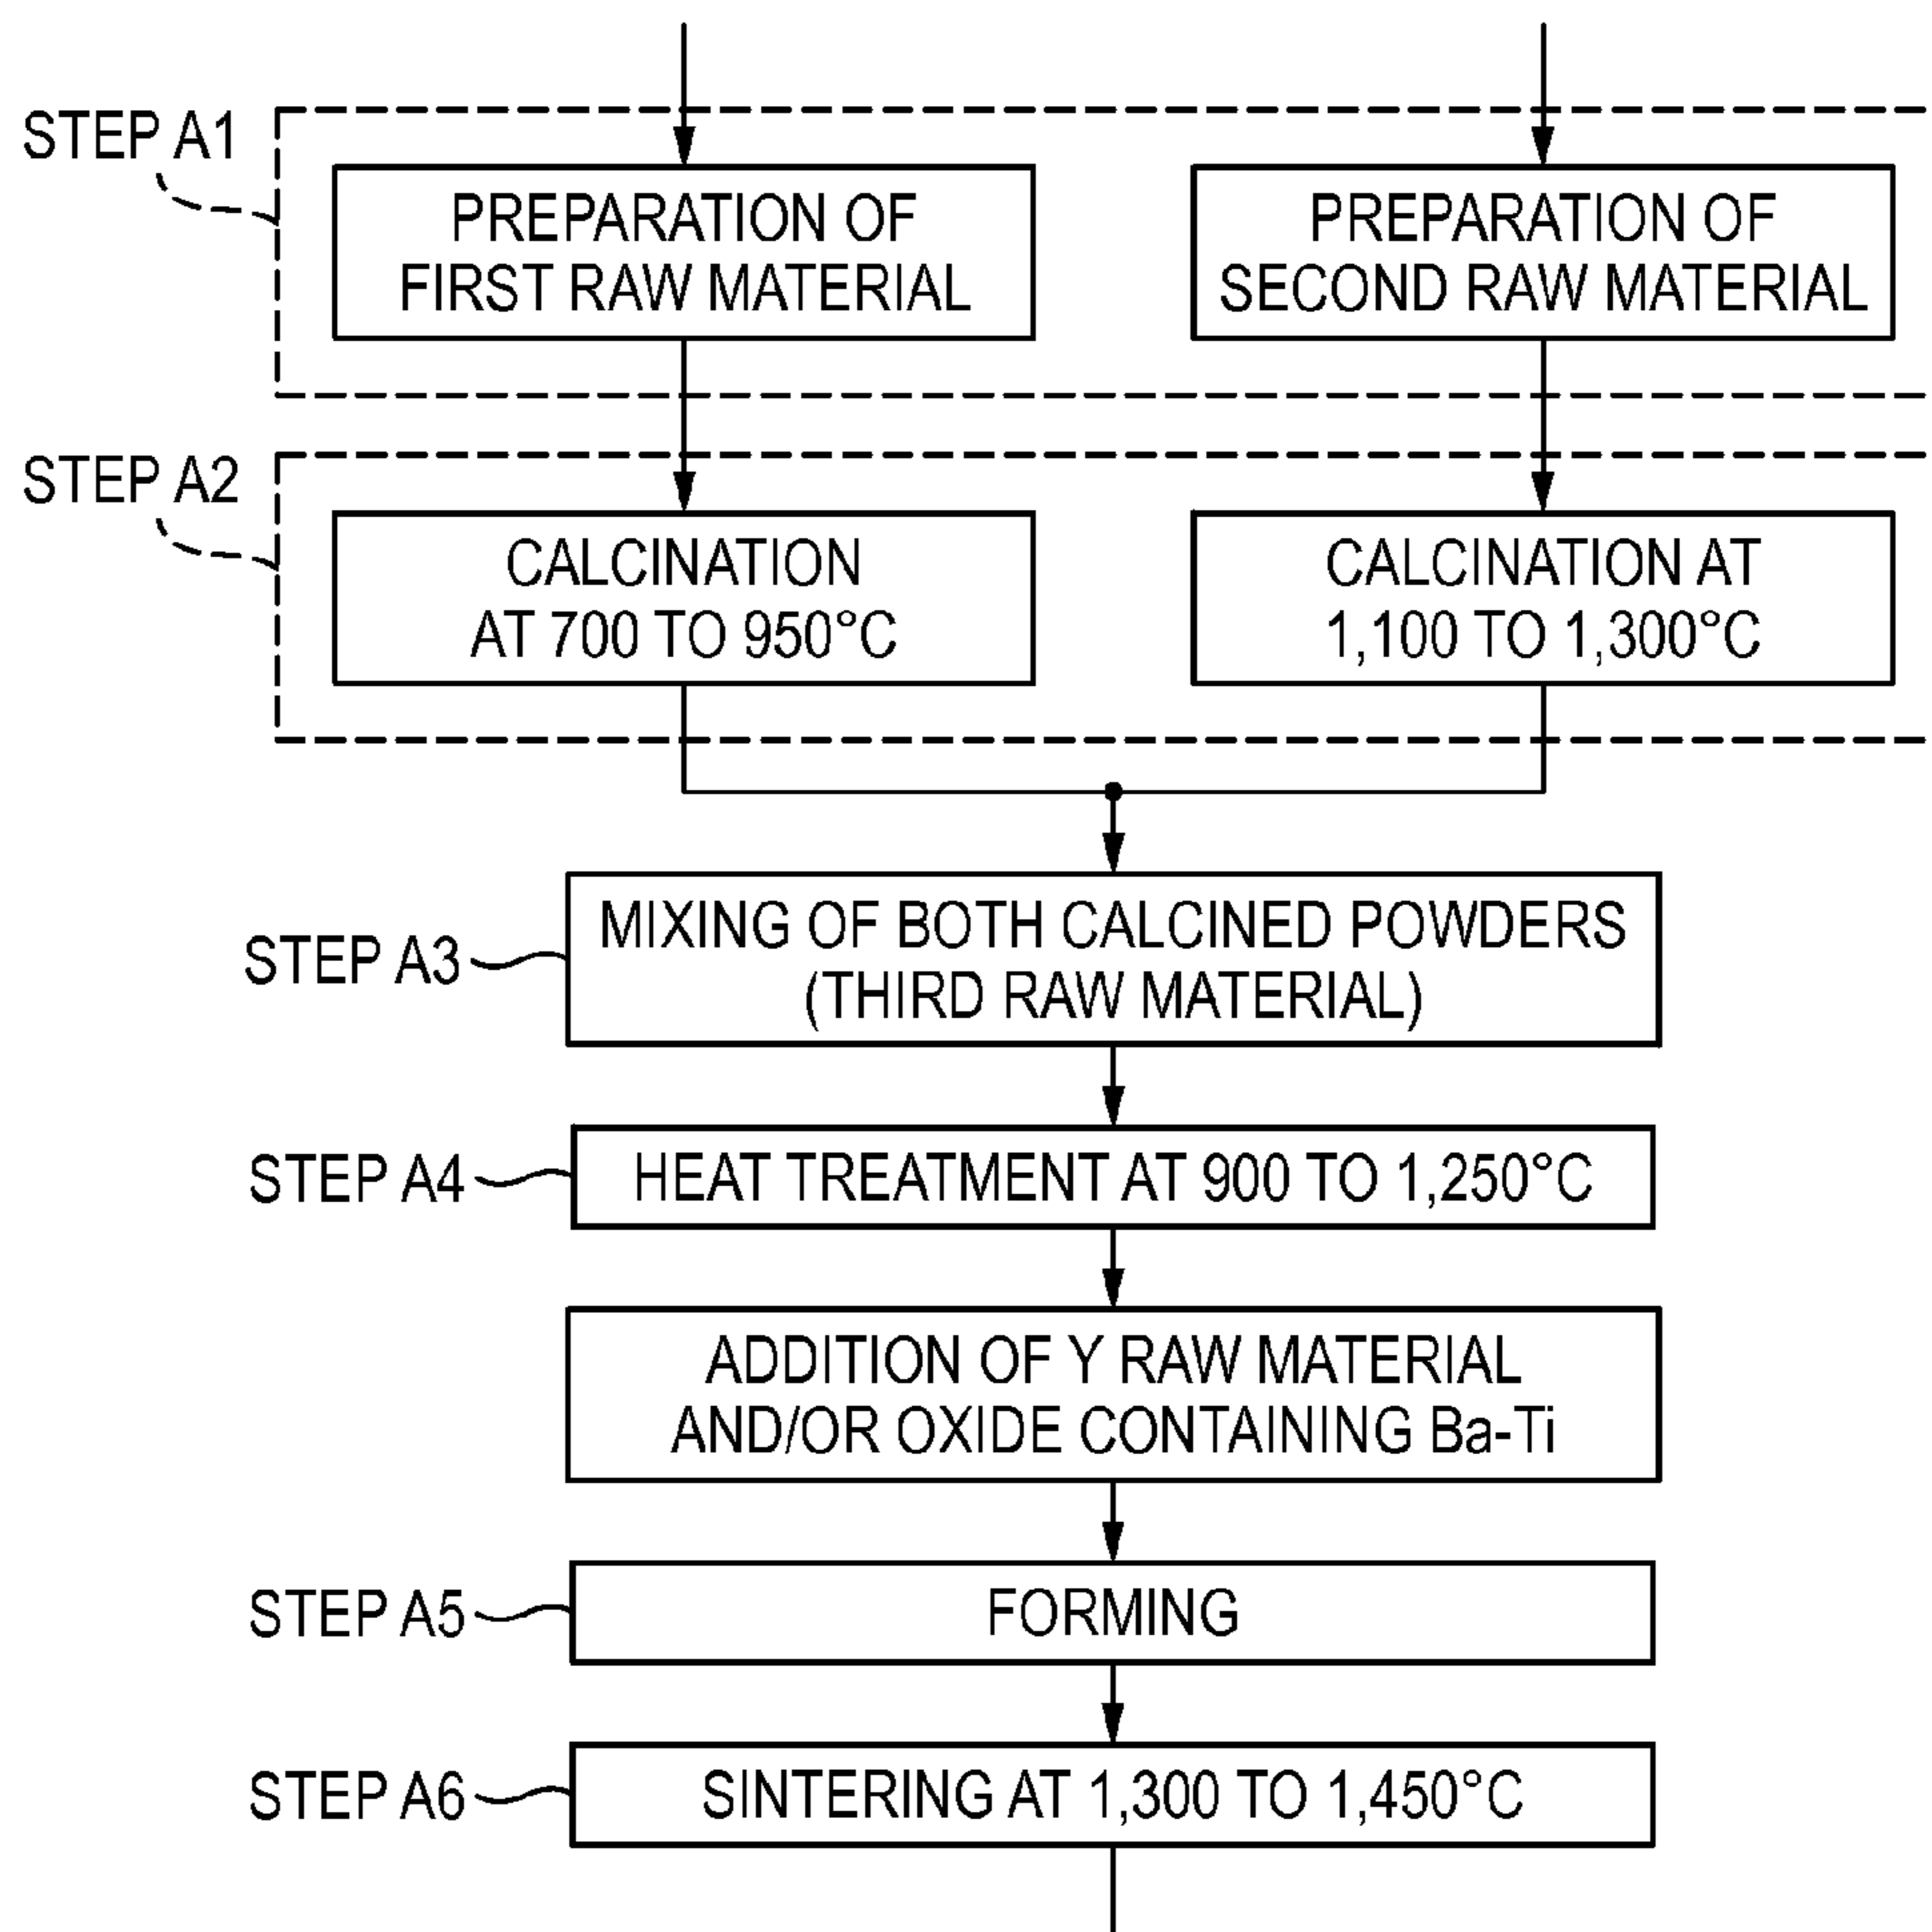 STEP A1
PREPARATION OF
FIRST RAW MATERIAL
PREPARATION OF
SECOND RAW MATERIAL
STEP A2
CALCINATION
AT 700 TO 950°C
CALCINATION AT
1,100 TO 1,300°C
STEP A3
MIXING OF BOTH CALCINED POWDERS
(THIRD RAW MATERIAL)
STEP A4
HEAT TREATMENT AT 900 TO 1,250°C
ADDITION OF Y RAW MATERIAL
AND/OR OXIDE CONTAINING Ba-Ti
STEP A5
FORMING
STEP A6
SINTERING AT 1,300 TO 1,450°C